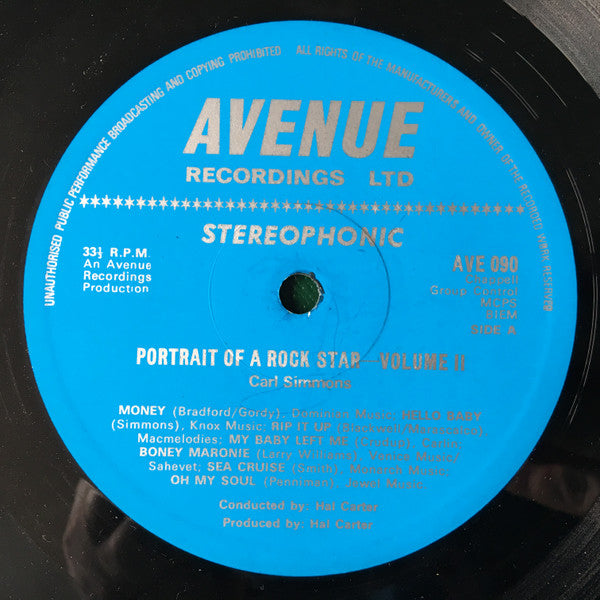 UNAUTHORISED PUBLIC PERFORMANCE BROADCASTING AND COPYING PROHIBITED ALL RIGHTS OF THE MANUFACTURERS AND OWNER OF THE RECORDED WORK RESERVED
AVENUE
RECORDINGS LTD
STEREOPHONIC
33⅓ R.P.M.
An Avenue
Recordings
Production
AVE 090
Chappell
Group Control
MCPS
BIEM
SIDE A
PORTRAIT OF A ROCK STAR—VOLUME II
Carl Simmons
MONEY (Bradford/Gordy), Dominion Music; HELLO BABY
(Simmons), Knox Music; RIP IT UP (Blackwell/Marascalco),
Macmelodies; MY BABY LEFT ME (Crudup), Carlin;
BONEY MARONIE (Larry Williams), Venice Music/
Sahevet; SEA CRUISE (Smith), Monarch Music;
OH MY SOUL (Penniman), Jewel Music.
Conducted by: Hal Carter
Produced by: Hal Carter